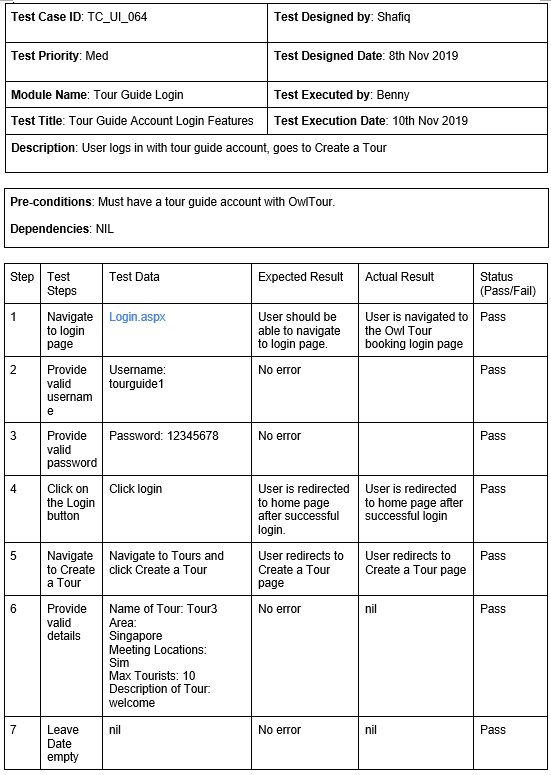 Test Case ID: TC_UI_064
Test Designed by: Shafiq
Test Priority: Med
Test Designed Date: 8th Nov 2019
Module Name: Tour Guide Login
Test Executed by: Benny
Test Title: Tour Guide Account Login Features
Test Execution Date: 10th Nov 2019
Description: User logs in with tour guide account, goes to Create a Tour
Pre-conditions: Must have a tour guide account with OwlTour.
Dependencies: NIL
Step
Test
Steps
Test Data
Expected Result
Actual Result
Status
(Pass/Fail)
1
Navigate
to login
page
Login.aspx
User should be
able to navigate
to login page.
User is navigated to
the Owl Tour
booking login page
Pass
2
Provide
valid
usernam
e
Username:
tourguide1
No error
Pass
3
Provide
valid
password
Password: 12345678
No error
Pass
4
Click on
the Login
button
Click login
User is redirected
to home page
after successful
login.
User is redirected
to home page after
successful login
Pass
5
Navigate
to Create
a Tour
Navigate to Tours and
click Create a Tour
User redirects to
Create a Tour
page
User redirects to
Create a Tour page
Pass
6
Provide
valid
details
Name of Tour: Tour3
Area:
Singapore
Meeting Locations:
Sim
Max Tourists: 10
Description of Tour:
welcome
No error
nil
Pass
7
Leave
Date
empty
nil
No error
nil
Pass